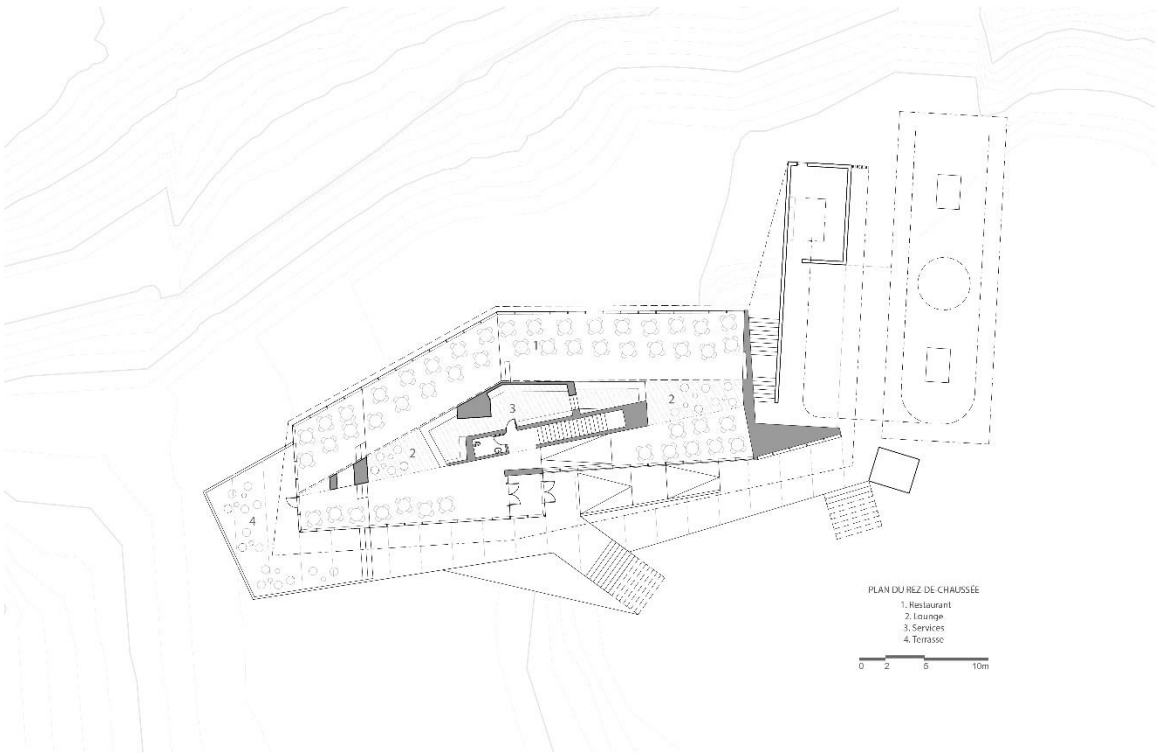 1
2
3
2
4
PLAN DU REZ-DE-CHAUSSÉE
1. Restaurant
2. Lounge
3. Services
4. Terrasse
0 2 5 10m